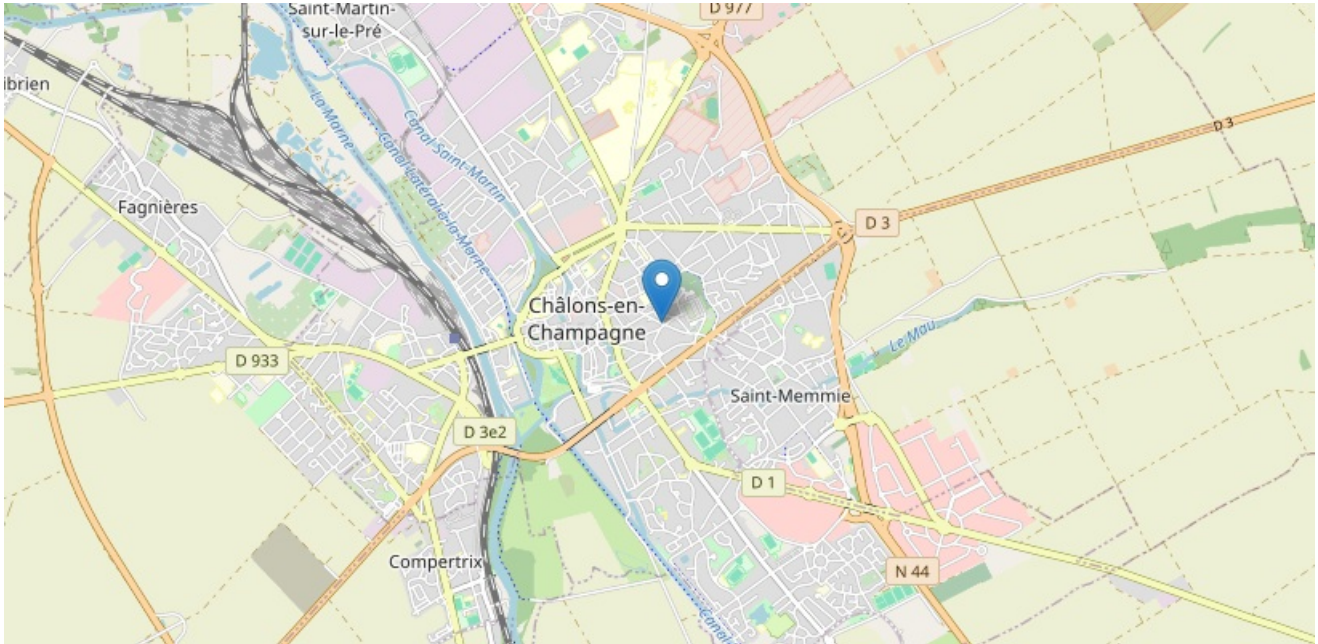 Saint-Martin-
sur-le-Pré
D 977
ibrien
La Marne
Canal Saint-Martin
Canal Latéral à la Marne
D 3
Fagnières
D 3
Châlons-en-
Champagne
Le Mau
D 933
Saint-Memmie
D 3e2
D 1
Compertrix
N 44
Canal